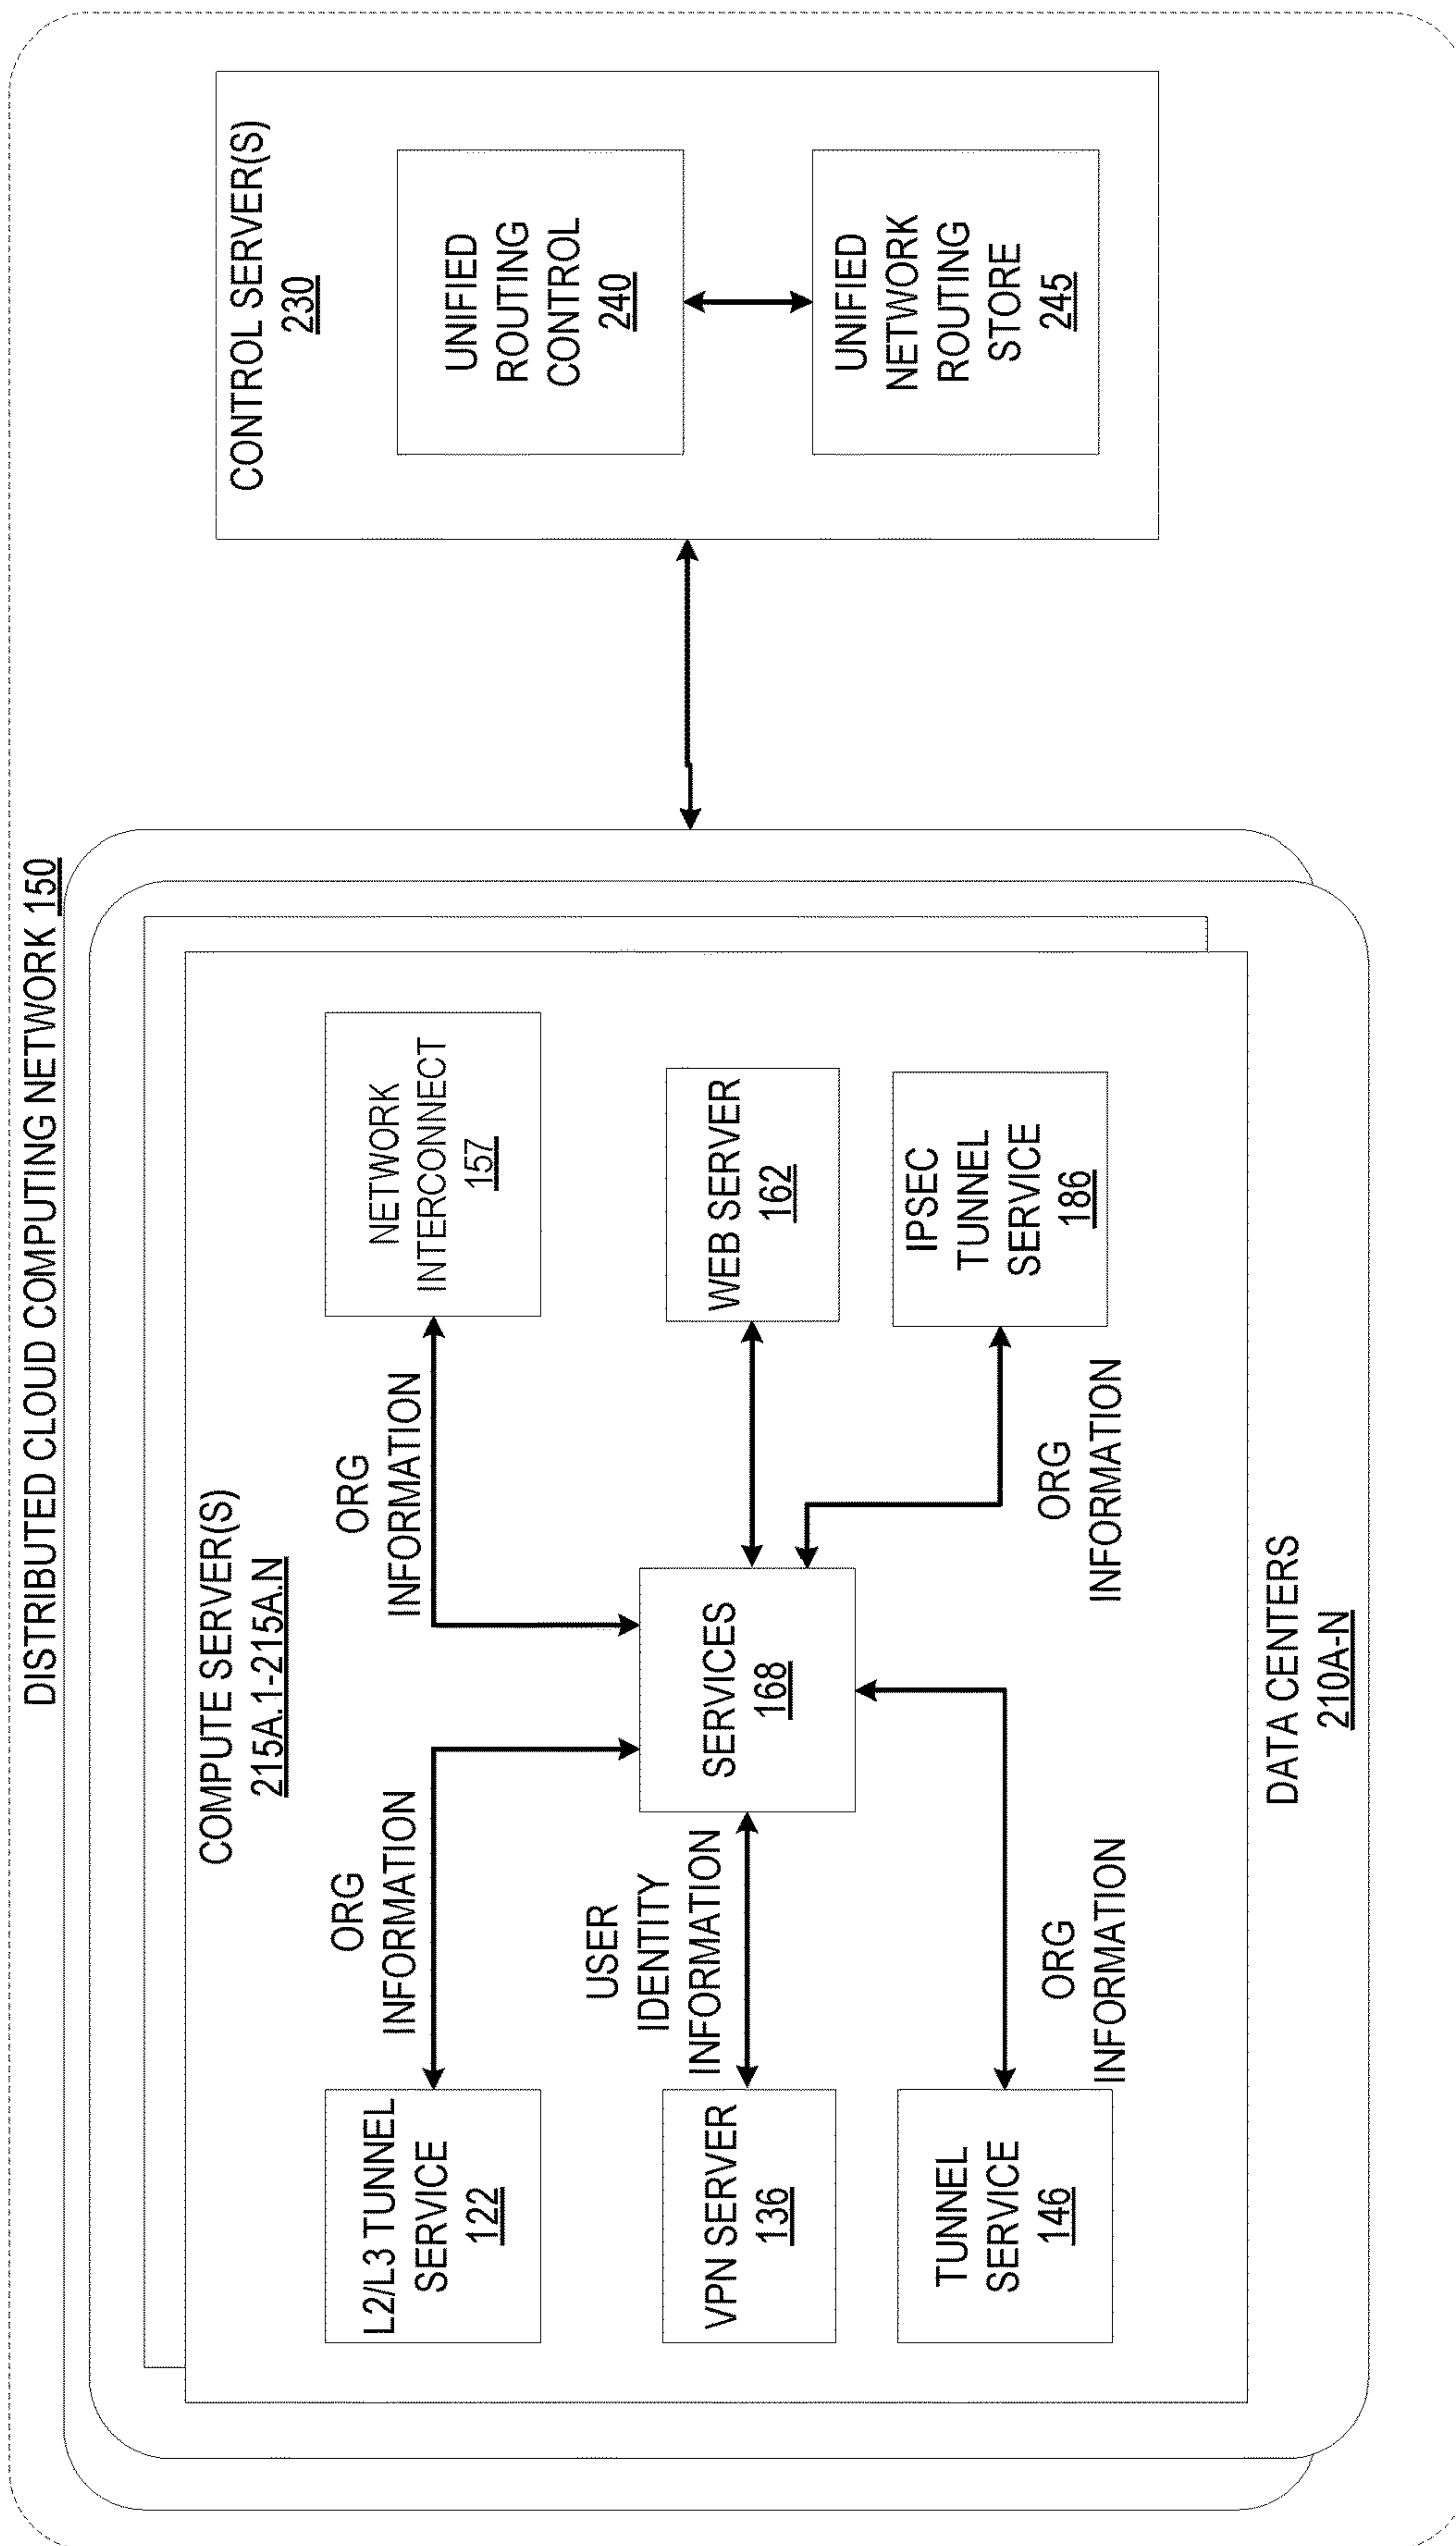 DISTRIBUTED CLOUD COMPUTING NETWORK 150
COMPUTE SERVER(S)
215A.1-215A.N
L2/L3 TUNNEL
SERVICE
122
ORG
INFORMATION
ORG
INFORMATION
NETWORK
INTERCONNECT
157
VPN SERVER
136
USER
IDENTITY
INFORMATION
SERVICES
168
WEB SERVER
162
TUNNEL
SERVICE
146
ORG
INFORMATION
ORG
INFORMATION
IPSEC
TUNNEL
SERVICE
186
DATA CENTERS
210A-N
CONTROL SERVER(S)
230
UNIFIED
ROUTING
CONTROL
240
UNIFIED
NETWORK
ROUTING
STORE
245